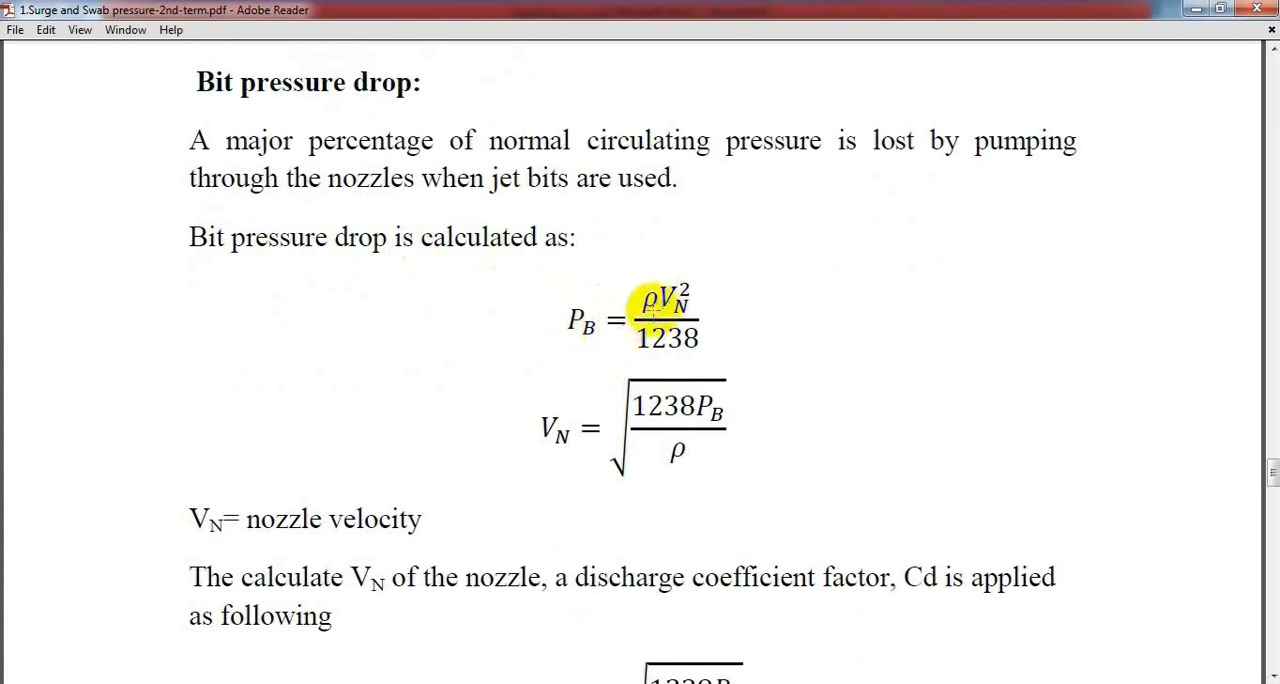 1.Surge and Swab pressure-2nd-term.pdf - Adobe Reader
File Edit View Window Help
Bit pressure drop:
A major percentage of normal circulating pressure is lost by pumping
through the nozzles when jet bits are used.
Bit pressure drop is calculated as:
P_B = ρV_N^2 / 1238
V_N = √(1238P_B / ρ)
V_N= nozzle velocity
The calculate V_N of the nozzle, a discharge coefficient factor, Cd is applied
as following